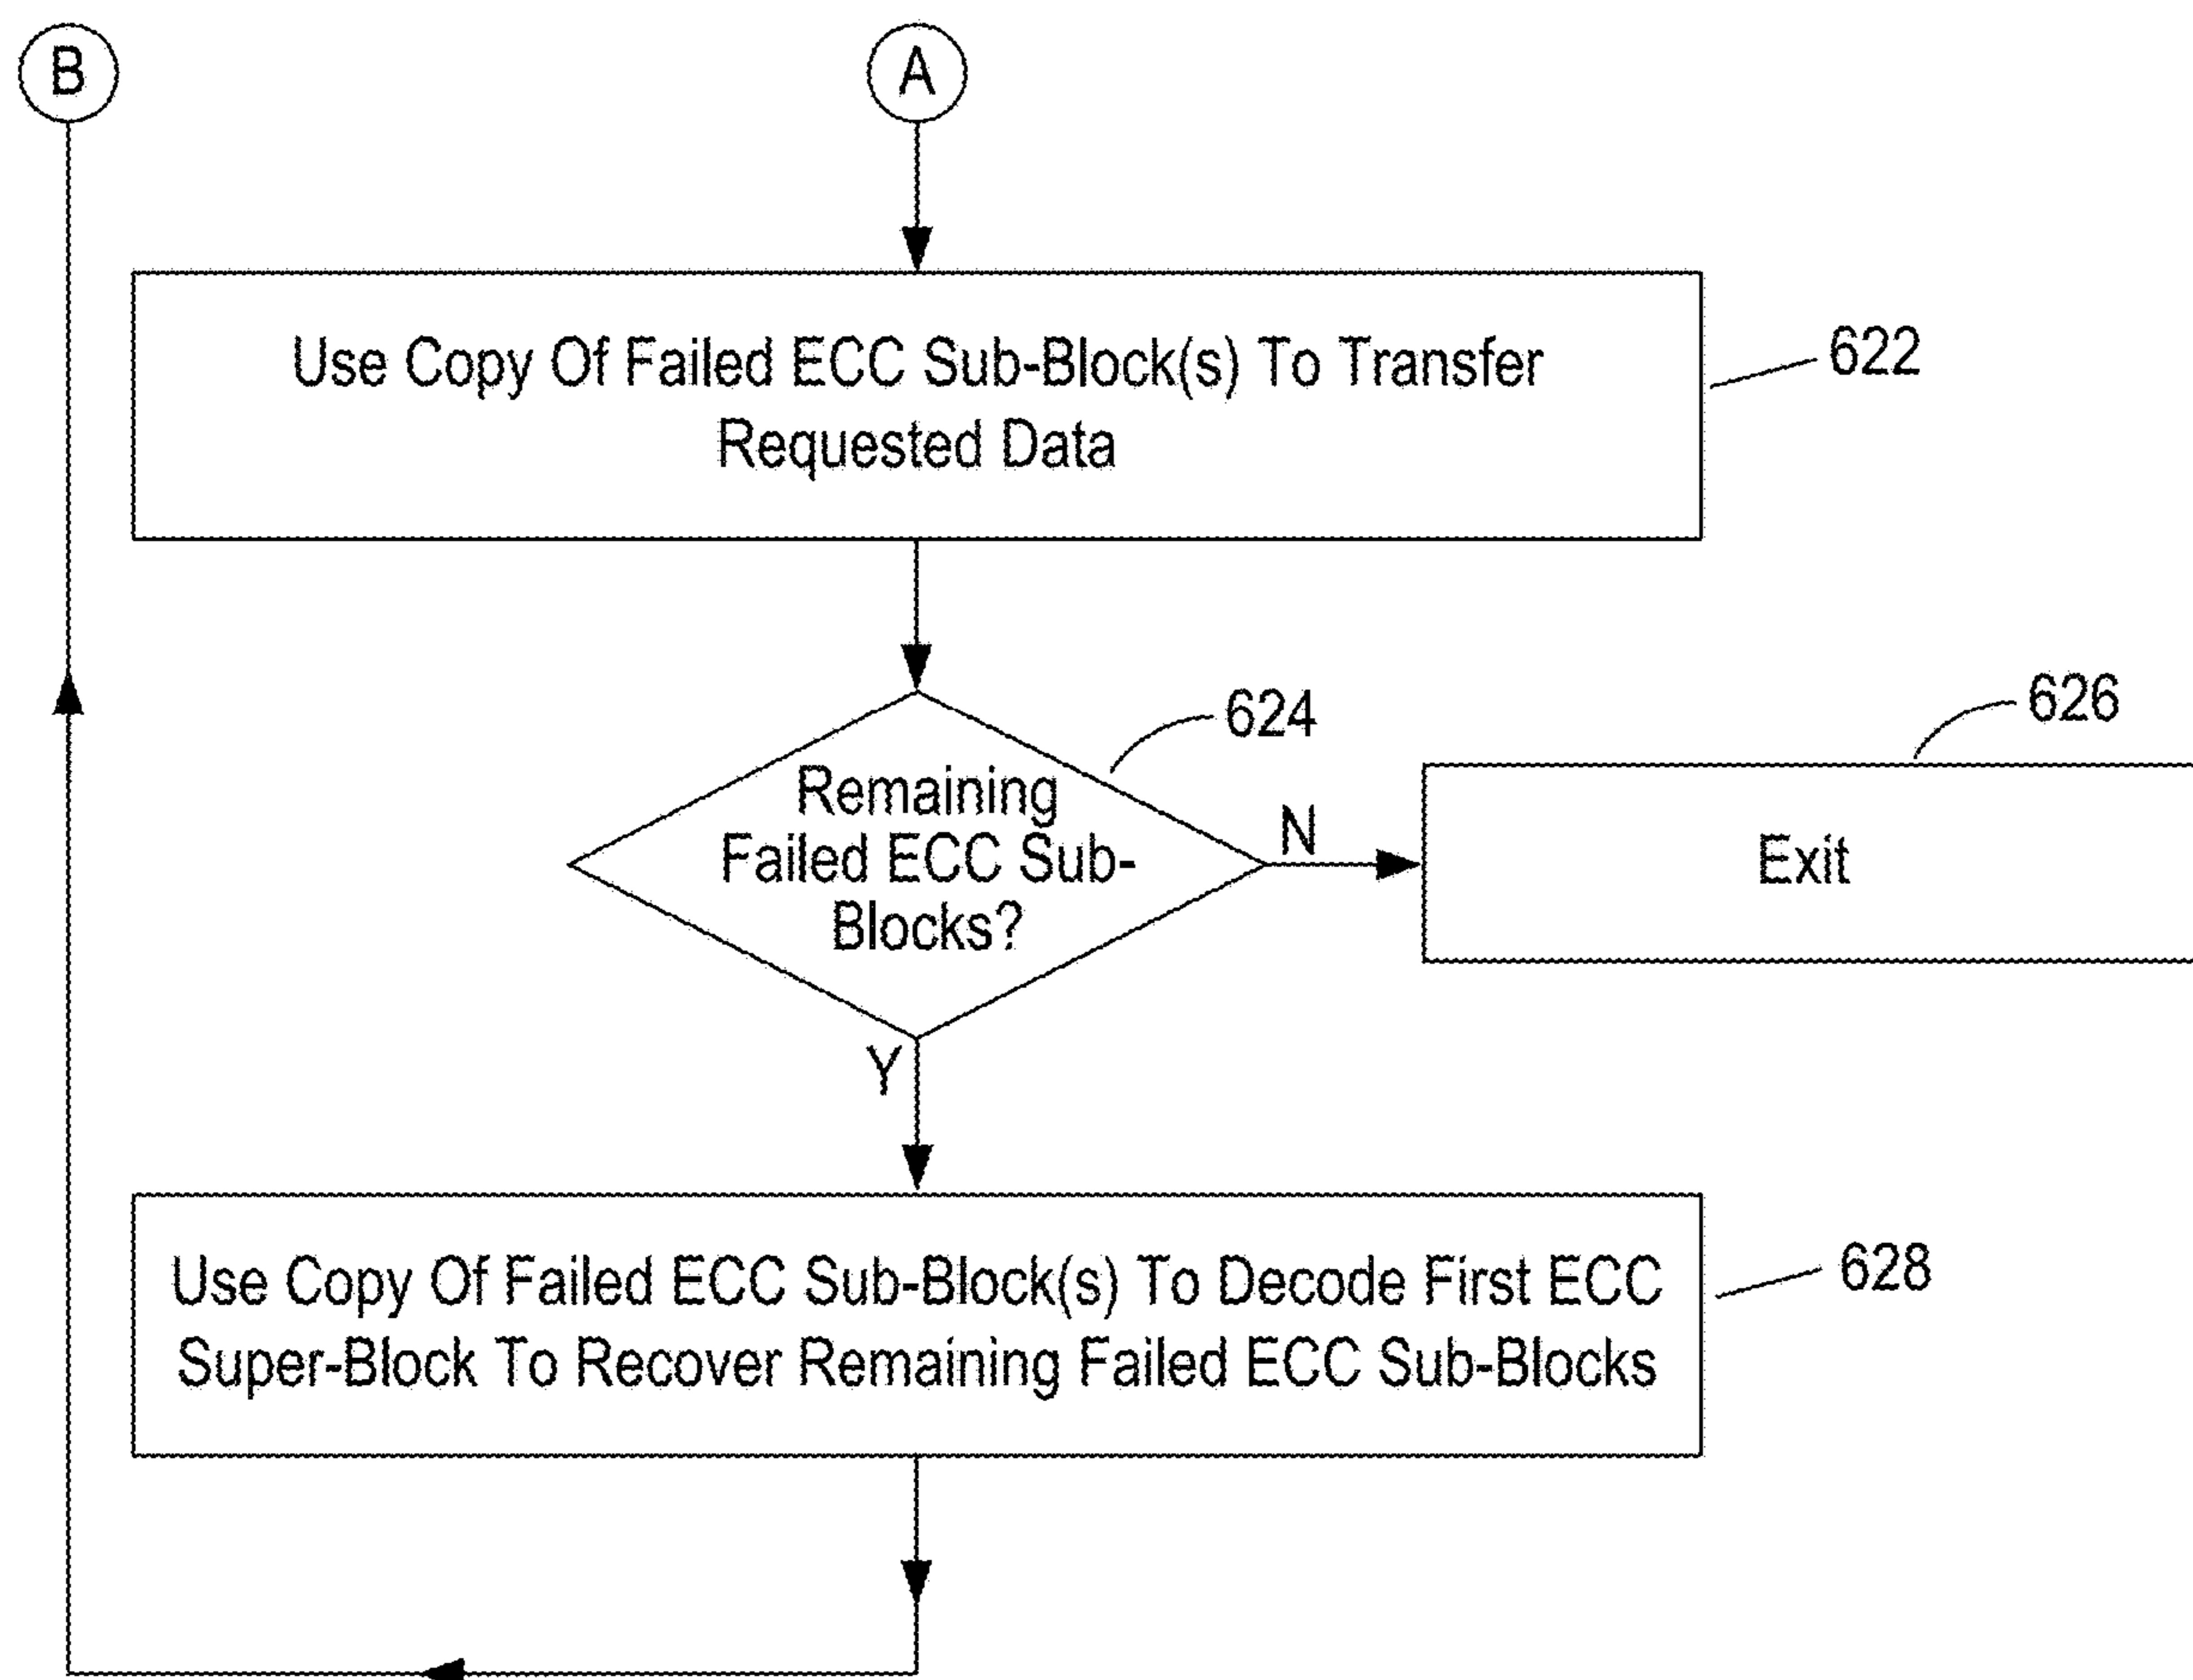 B
A
Use Copy Of Failed ECC Sub-Block(s) To Transfer
Requested Data
622
624
Remaining
Failed ECC Sub-
Blocks?
N
626
Exit
Y
Use Copy Of Failed ECC Sub-Block(s) To Decode First ECC
Super-Block To Recover Remaining Failed ECC Sub-Blocks
628